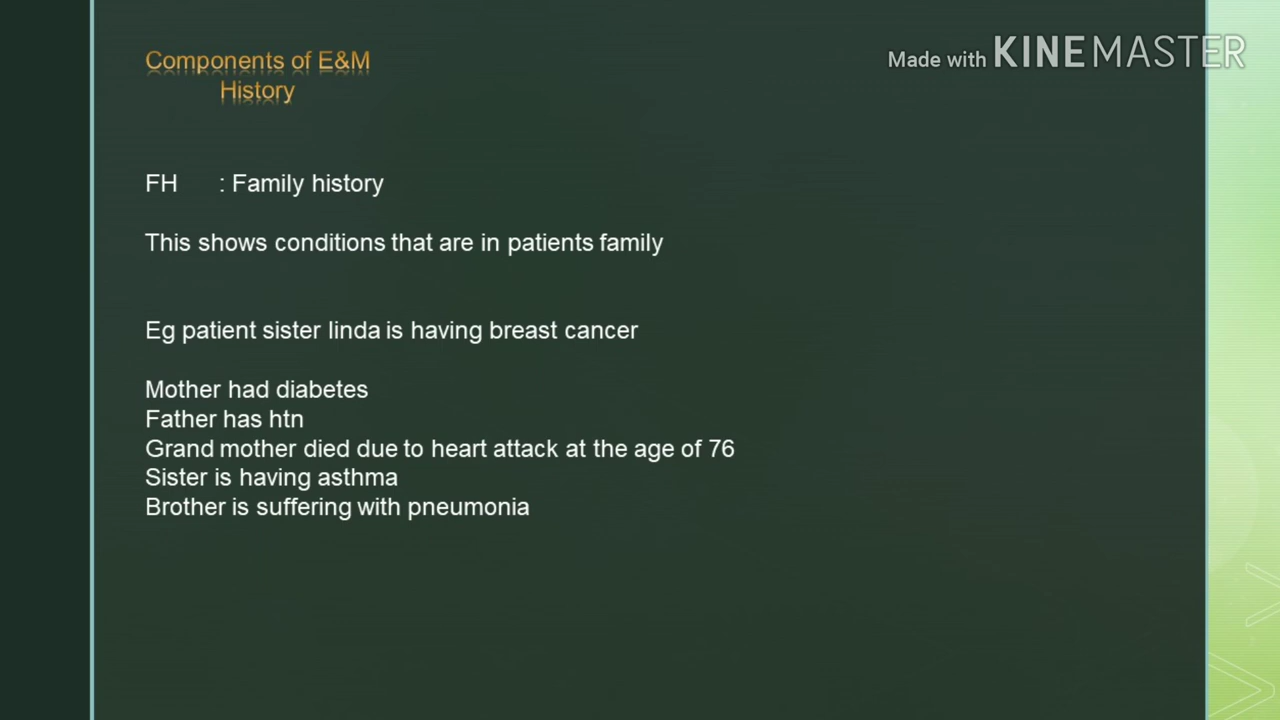 Components of E&M
History
Made with KINEMASTER
FH : Family history
This shows conditions that are in patients family
Eg patient sister linda is having breast cancer
Mother had diabetes
Father has htn
Grand mother died due to heart attack at the age of 76
Sister is having asthma
Brother is suffering with pneumonia